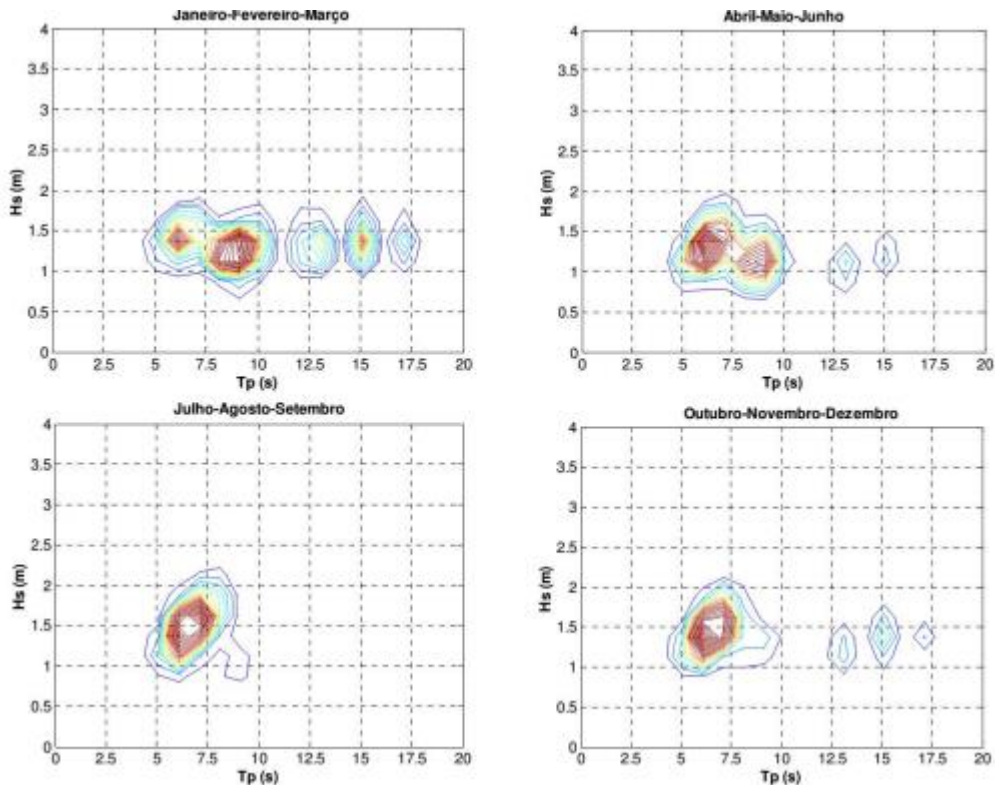 Janeiro-Fevereiro-Março
4
3.5
3
2.5
2
1.5
1
0.5
0
Hs (m)
0 2.5 5 7.5 10 12.5 15 17.5 20
Tp (s)
Abril-Maio-Junho
4
3.5
3
2.5
2
1.5
1
0.5
0
Hs (m)
0 2.5 5 7.5 10 12.5 15 17.5 20
Tp (s)
Julho-Agosto-Setembro
4
3.5
3
2.5
2
1.5
1
0.5
0
Hs (m)
0 2.5 5 7.5 10 12.5 15 17.5 20
Tp (s)
Outubro-Novembro-Dezembro
4
3.5
3
2.5
2
1.5
1
0.5
0
Hs (m)
0 2.5 5 7.5 10 12.5 15 17.5 20
Tp (s)